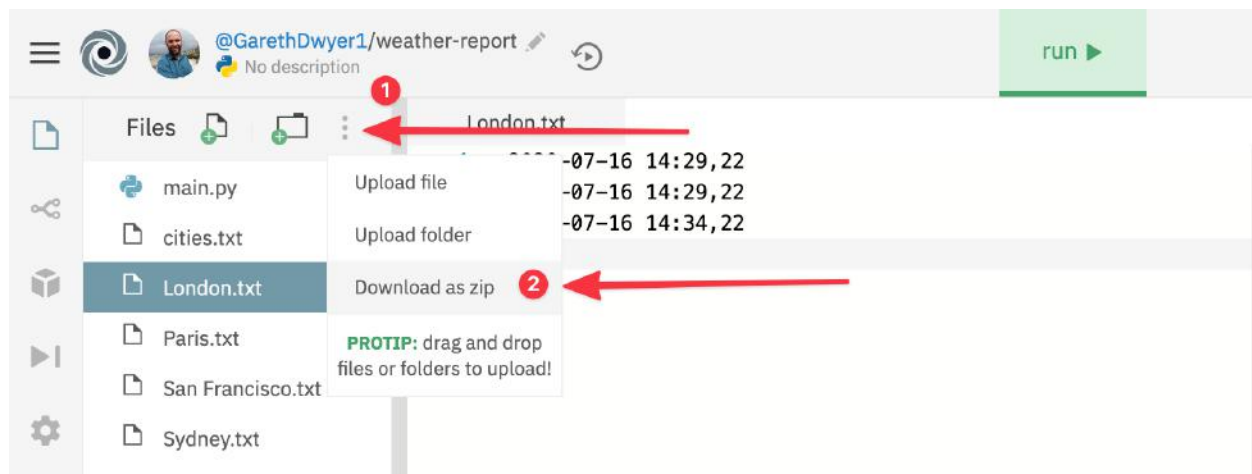 @GarethDwyer1/weather-report
No description
run
1
Files
London.txt
-07-16 14:29,22
-07-16 14:29,22
-07-16 14:34,22
main.py
cities.txt
London.txt
Paris.txt
San Francisco.txt
Sydney.txt
Upload file
Upload folder
Download as zip 2
PROTIP: drag and drop
files or folders to upload!